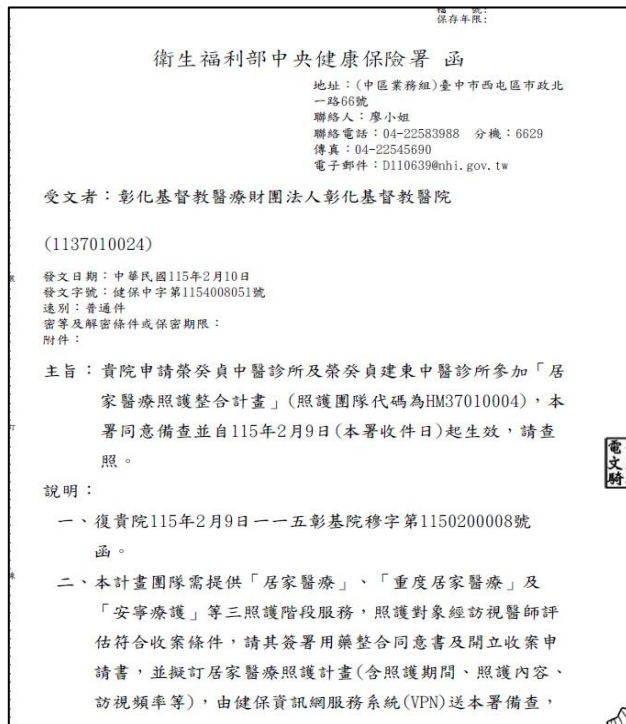 保存年限:
衛生福利部中央健康保險署 函
地址：(中區業務組)臺中市西屯區市政北
一路66號
聯絡人：廖小姐
聯絡電話：04-22583988 分機：6629
傳真：04-22545690
電子郵件：D110639@nhi.gov.tw
受文者：彰化基督教醫療財團法人彰化基督教醫院
(1137010024)
發文日期：中華民國115年2月10日
發文字號：健保中字第1154008051號
速別：普通件
密等及解密條件或保密期限：
附件：
主旨：貴院申請榮癸貞中醫診所及榮癸貞建東中醫診所參加「居
家醫療照護整合計畫」(照護團隊代碼為HM37010004)，本
署同意備查並自115年2月9日(本署收件日)起生效，請查
照。
說明：
一、復貴院115年2月9日一一五彰基院穆字第1150200008號
函。
二、本計畫團隊需提供「居家醫療」、「重度居家醫療」及
「安寧療護」等三照護階段服務，照護對象經訪視醫師評
估符合收案條件，請其簽署用藥整合同意書及開立收案申
請書，並擬訂居家醫療照護計畫(含照護期間、照護內容、
訪視頻率等)，由健保資訊網服務系統(VPN)送本署備查，
訂
電
文
騎